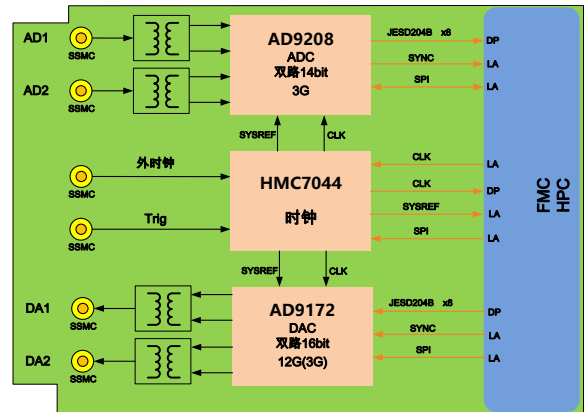 AD1
SSMC
AD2
SSMC
AD9208
ADC
双路14bit
3G
JESD204B x8
DP
SYNC
LA
SPI
LA
SYSREF
CLK
外时钟
SSMC
Trig
SSMC
HMC7044
时钟
CLK
LA
CLK
DP
SYSREF
LA
SPI
LA
FMC
HPC
SYSREF
CLK
DA1
SSMC
DA2
SSMC
AD9172
DAC
双路16bit
12G(3G)
JESD204B x8
DP
SYNC
LA
SPI
LA